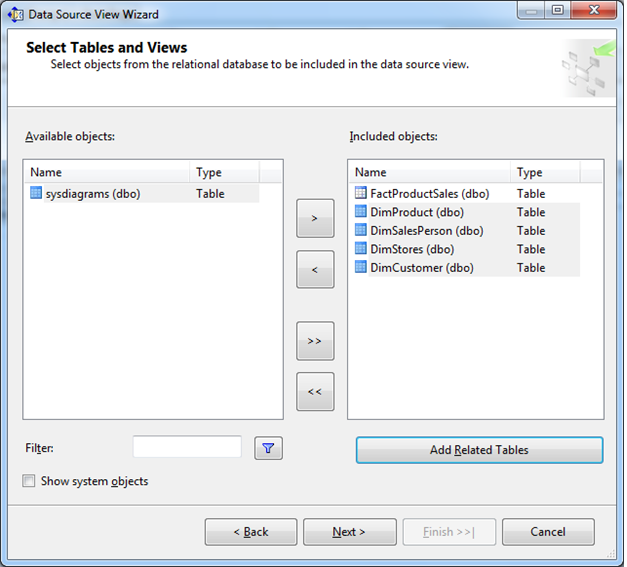 Data Source View Wizard
Select Tables and Views
Select objects from the relational database to be included in the data source view.
Available objects:
Name Type
sysdiagrams (dbo) Table
>
<
>>
<<
Included objects:
Name Type
FactProductSales (dbo) Table
DimProduct (dbo) Table
DimSalesPerson (dbo) Table
DimStores (dbo) Table
DimCustomer (dbo) Table
Filter:
Add Related Tables
Show system objects
< Back Next > Finish >>| Cancel